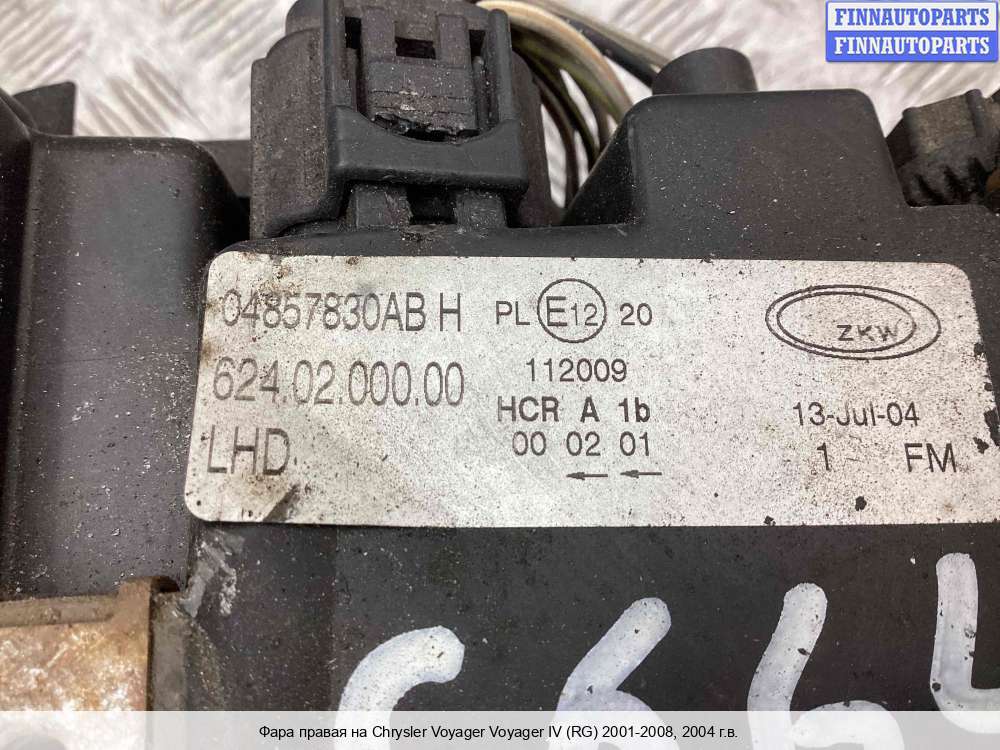 FINNAUTOPARTS
FINNAUTOPARTS
04857830AB H
PL E12 20
ZKW
624.02.000.00
112009
HCR A 1b
13-Jul-04
LHD
00 02 01
1 FM
Фара правая на Chrysler Voyager Voyager IV (RG) 2001-2008, 2004 г.в.